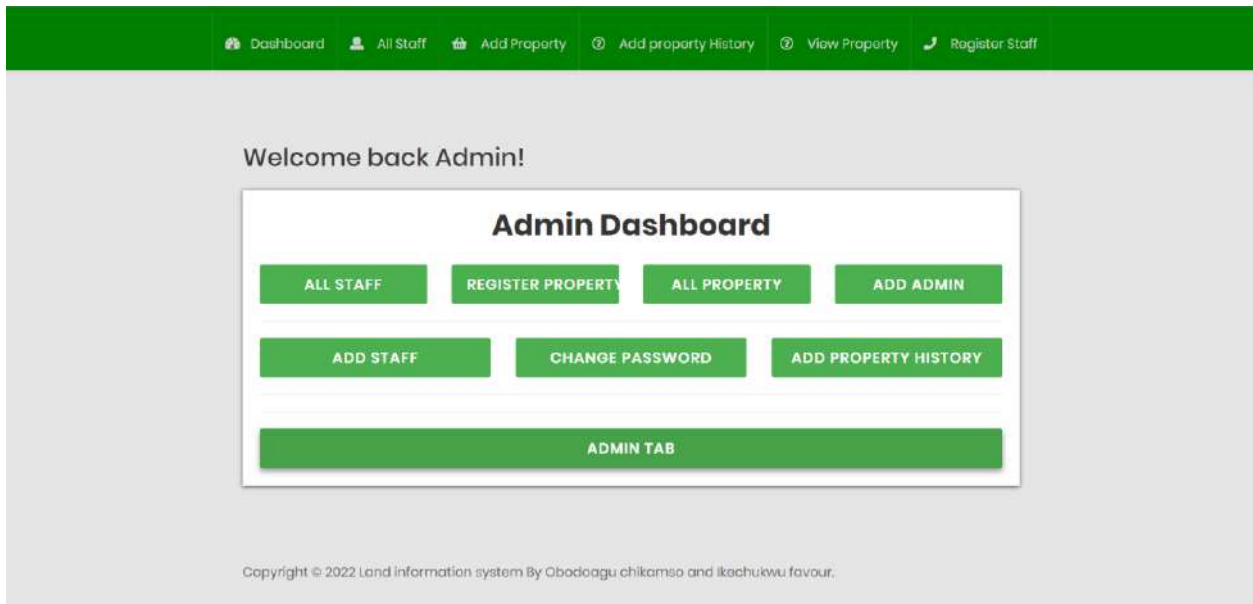 Dashboard All Staff Add Property Add property History View Property Register Staff
Welcome back Admin!
Admin Dashboard
ALL STAFF REGISTER PROPERTY ALL PROPERTY ADD ADMIN
ADD STAFF CHANGE PASSWORD ADD PROPERTY HISTORY
ADMIN TAB
Copyright © 2022 Land information system By Obodoagu chikamso and Ikechukwu favour.